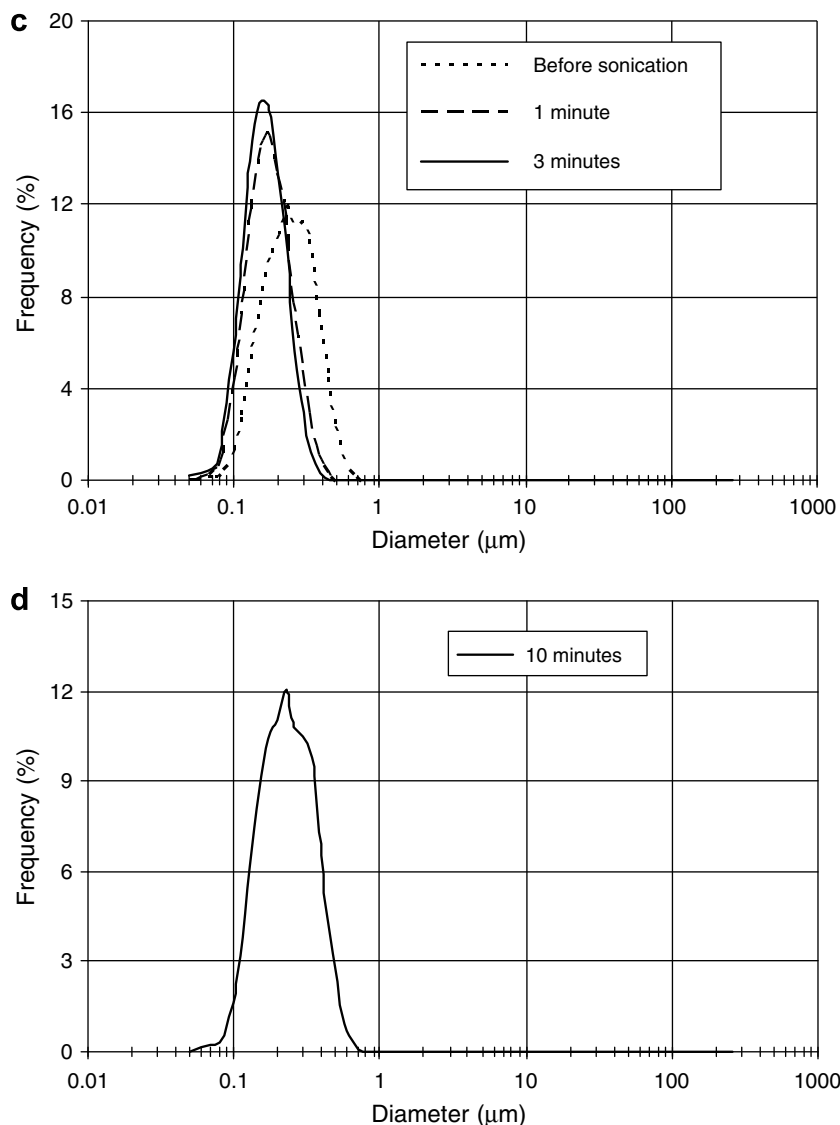 c
20
16
12
8
4
0
Frequency (%)
Before sonication
1 minute
3 minutes
0.01 0.1 1 10 100 1000
Diameter (μm)
d
15
12
9
6
3
0
Frequency (%)
10 minutes
0.01 0.1 1 10 100 1000
Diameter (μm)